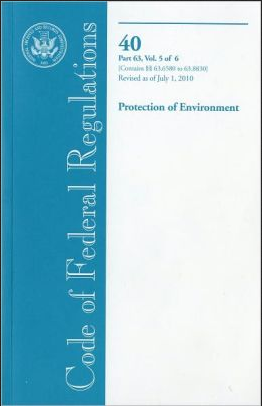 Code of Federal Regulations
40
Part 63, Vol. 5 of 6
[Contains §§ 63.6580 to 63.8830]
Revised as of July 1, 2010
Protection of Environment